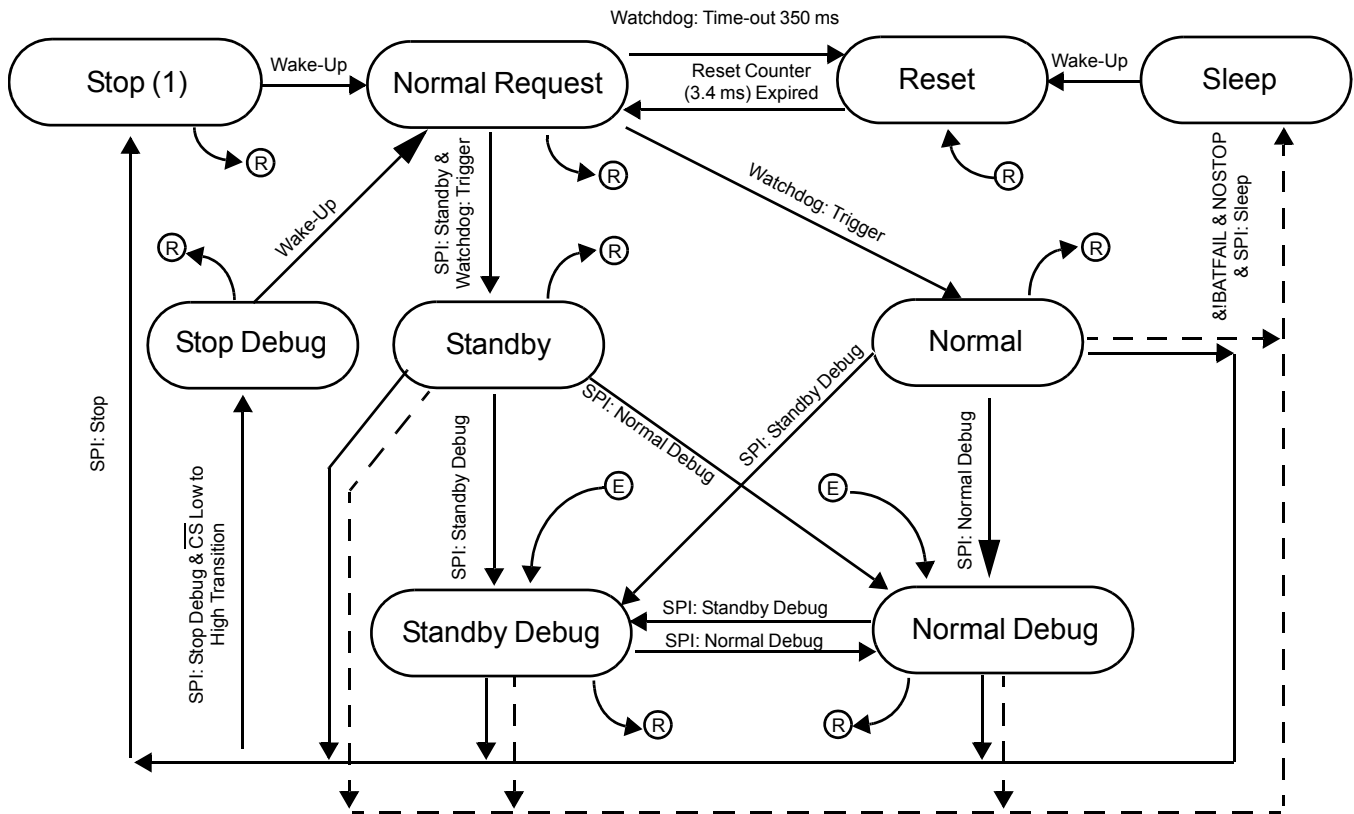 Watchdog: Time-out 350 ms
Stop (1)
Wake-Up
Normal Request
Reset Counter
(3.4 ms) Expired
Reset
Wake-Up
Sleep
R
R
R
SPI: Standby &
Watchdog: Trigger
Watchdog: Trigger
Wake-Up
&!BATFAIL & NOSTOP
& SPI: Sleep
R
R
R
Stop Debug
Standby
Normal
SPI: Stop
SPI: Stop Debug & C̅S̅ Low to
High Transition
SPI: Standby Debug
SPI: Normal Debug
SPI: Standby Debug
SPI: Normal Debug
E
E
Standby Debug
SPI: Standby Debug
SPI: Normal Debug
Normal Debug
R
R